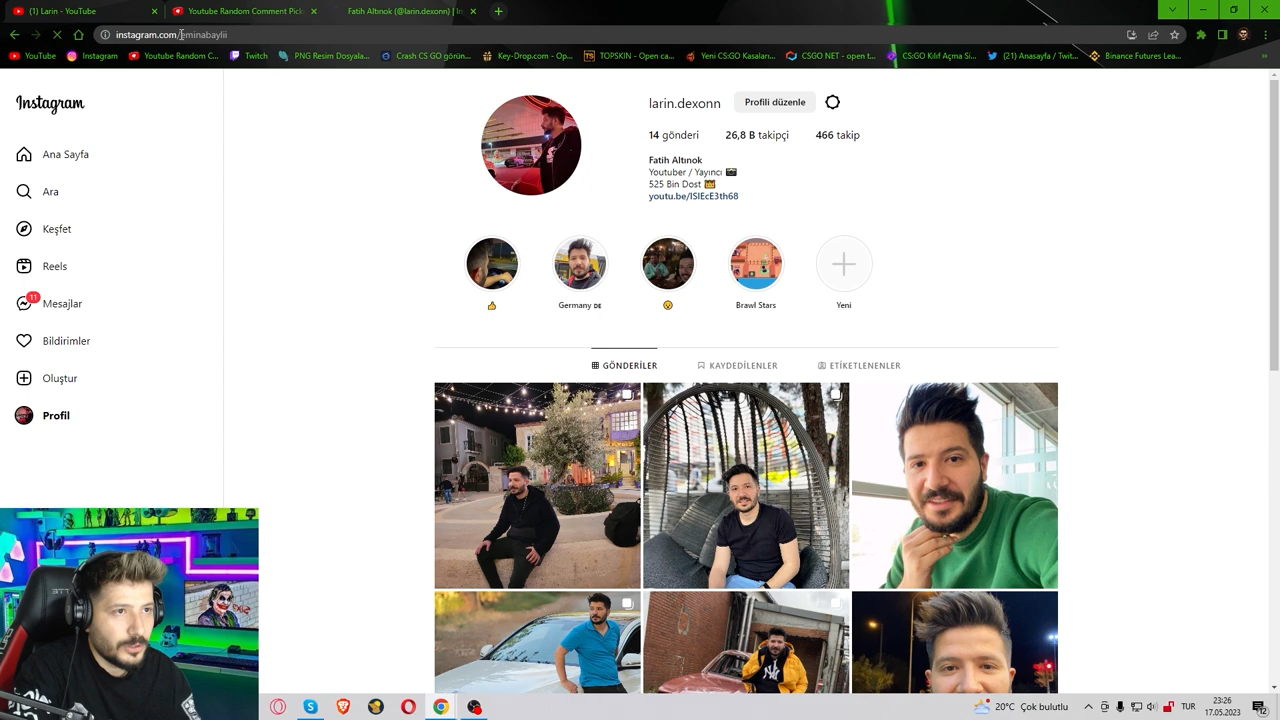 (1) Larin - YouTube
Youtube Random Comment Pick
Fatih Altınok (@larin.dexonn) | In
instagram.com/eminabaylii
YouTube
Instagram
Youtube Random C...
Twitch
PNG Resim Dosyala...
Crash CS GO görün...
Key-Drop.com - Op...
TOPSKIN - Open ca...
Yeni CS:GO Kasaları...
CSGO NET - open t...
CS:GO Kılıf Açma Si...
(21) Anasayfa / Twit...
Binance Futures Lea...
»
Instagram
Ana Sayfa
Ara
Keşfet
Reels
11
Mesajlar
Bildirimler
Oluştur
Profil
larin.dexonn
Profili düzenle
14 gönderi
26,8 B takipçi
466 takip
Fatih Altınok
Youtuber / Yayıncı 📷
525 Bin Dost 👑
youtu.be/ISlEcE3th68
👍
Germany 🇩🇪
😉
Brawl Stars
Yeni
GÖNDERİLER
KAYDEDİLENLER
ETİKETLENENLER
20°C Çok bulutlu
TUR
23:26
17.05.2023
12